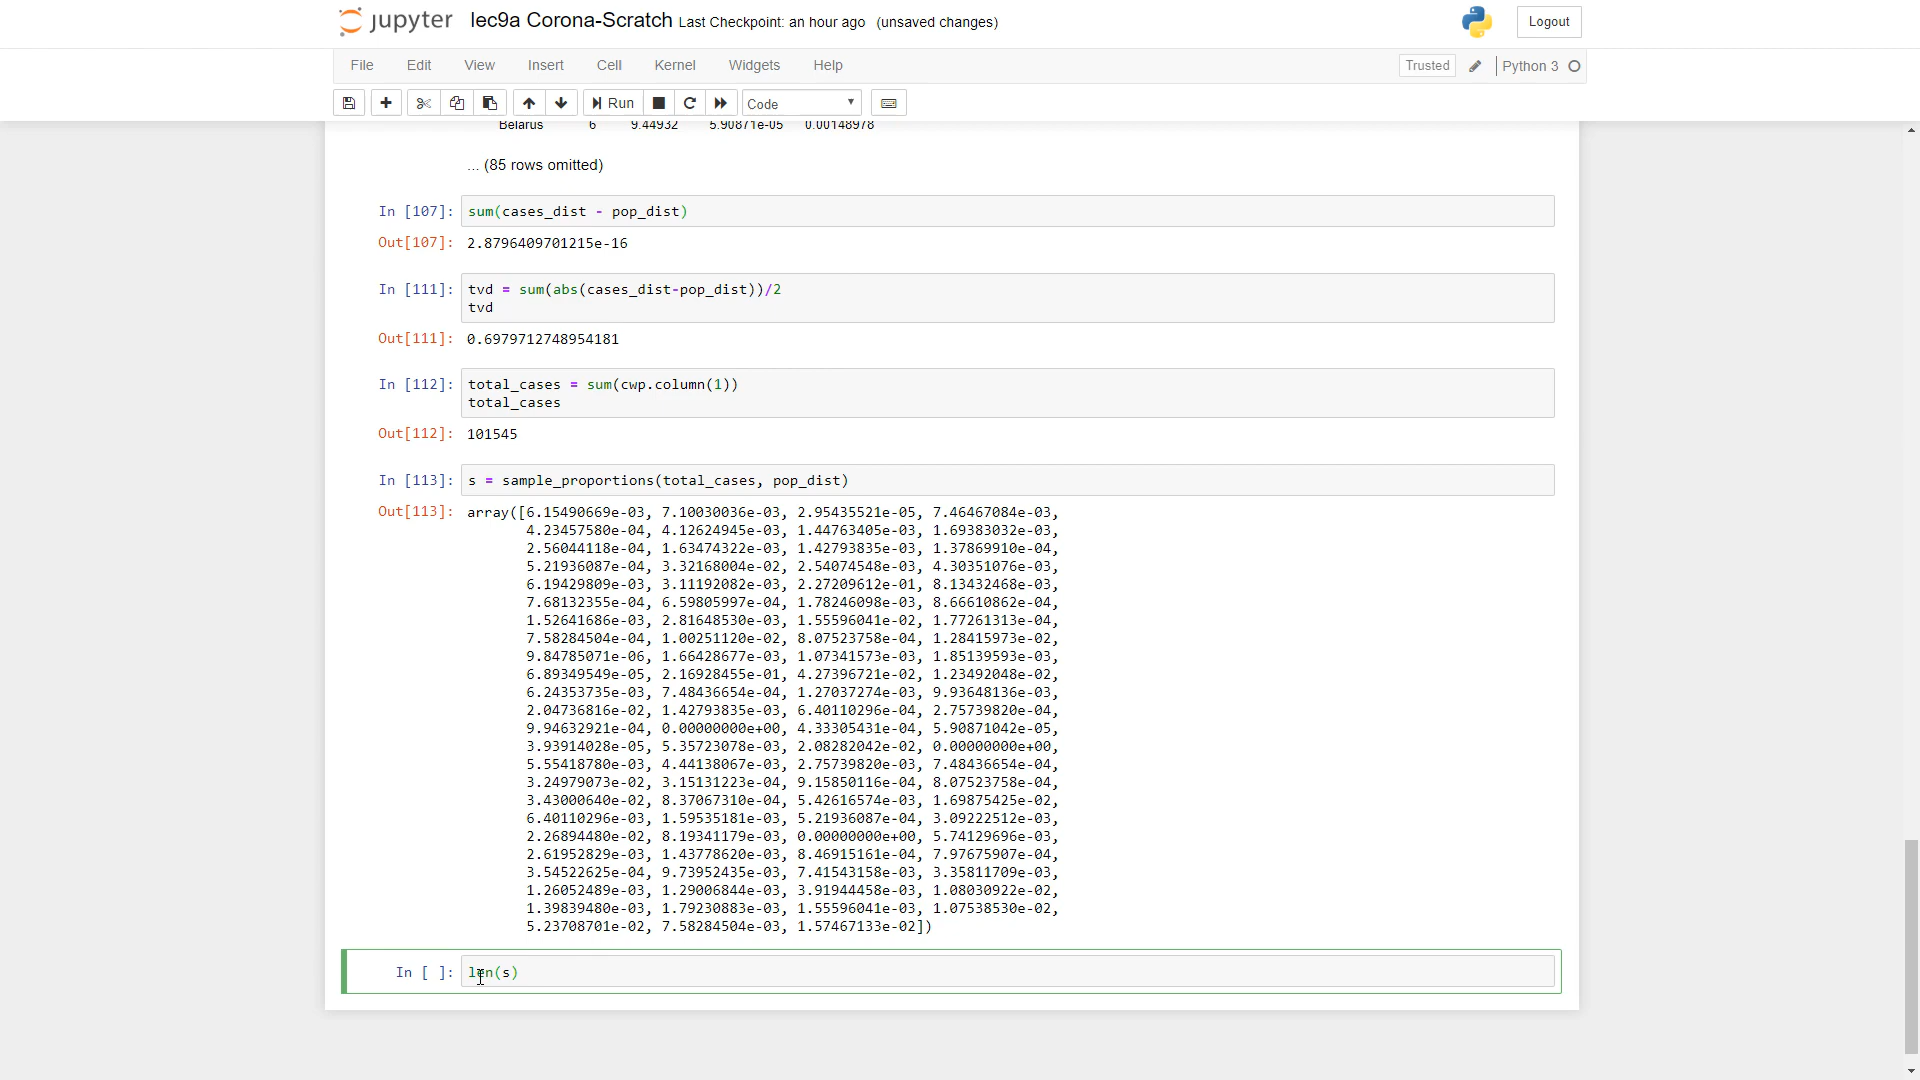 jupyter lec9a Corona-Scratch Last Checkpoint: an hour ago (unsaved changes) Logout
File Edit View Insert Cell Kernel Widgets Help Trusted Python 3
Run Code
Belarus 6 9.44932 5.90871e-05 0.00148978
... (85 rows omitted)
In [107]: sum(cases_dist - pop_dist)
Out[107]: 2.8796409701215e-16
In [111]: tvd = sum(abs(cases_dist-pop_dist))/2
tvd
Out[111]: 0.6979712748954181
In [112]: total_cases = sum(cwp.column(1))
total_cases
Out[112]: 101545
In [113]: s = sample_proportions(total_cases, pop_dist)
Out[113]: array([6.15490669e-03, 7.10030036e-03, 2.95435521e-05, 7.46467084e-03,
4.23457580e-04, 4.12624945e-03, 1.44763405e-03, 1.69383032e-03,
2.56044118e-04, 1.63474322e-03, 1.42793835e-03, 1.37869910e-04,
5.21936087e-04, 3.32168004e-02, 2.54074548e-03, 4.30351076e-03,
6.19429809e-03, 3.11192082e-03, 2.27209612e-01, 8.13432468e-03,
7.68132355e-04, 6.59805997e-04, 1.78246098e-03, 8.66610862e-04,
1.52641686e-03, 2.81648530e-03, 1.55596041e-02, 1.77261313e-04,
7.58284504e-04, 1.00251120e-02, 8.07523758e-04, 1.28415973e-02,
9.84785071e-06, 1.66428677e-03, 1.07341573e-03, 1.85139593e-03,
6.89349549e-05, 2.16928455e-01, 4.27396721e-02, 1.23492048e-02,
6.24353735e-03, 7.48436654e-04, 1.27037274e-03, 9.93648136e-03,
2.04736816e-02, 1.42793835e-03, 6.40110296e-04, 2.75739820e-04,
9.94632921e-04, 0.00000000e+00, 4.33305431e-04, 5.90871042e-05,
3.93914028e-05, 5.35723078e-03, 2.08282042e-02, 0.00000000e+00,
5.55418780e-03, 4.44138067e-03, 2.75739820e-03, 7.48436654e-04,
3.24979073e-02, 3.15131223e-04, 9.15850116e-04, 8.07523758e-04,
3.43000640e-02, 8.37067310e-04, 5.42616574e-03, 1.69875425e-02,
6.40110296e-03, 1.59535181e-03, 5.21936087e-04, 3.09222512e-03,
2.26894480e-02, 8.19341179e-03, 0.00000000e+00, 5.74129696e-03,
2.61952829e-03, 1.43778620e-03, 8.46915161e-04, 7.97675907e-04,
3.54522625e-04, 9.73952435e-03, 7.41543158e-03, 3.35811709e-03,
1.26052489e-03, 1.29006844e-03, 3.91944458e-03, 1.08030922e-02,
1.39839480e-03, 1.79230883e-03, 1.55596041e-03, 1.07538530e-02,
5.23708701e-02, 7.58284504e-03, 1.57467133e-02])
In [ ]: len(s)